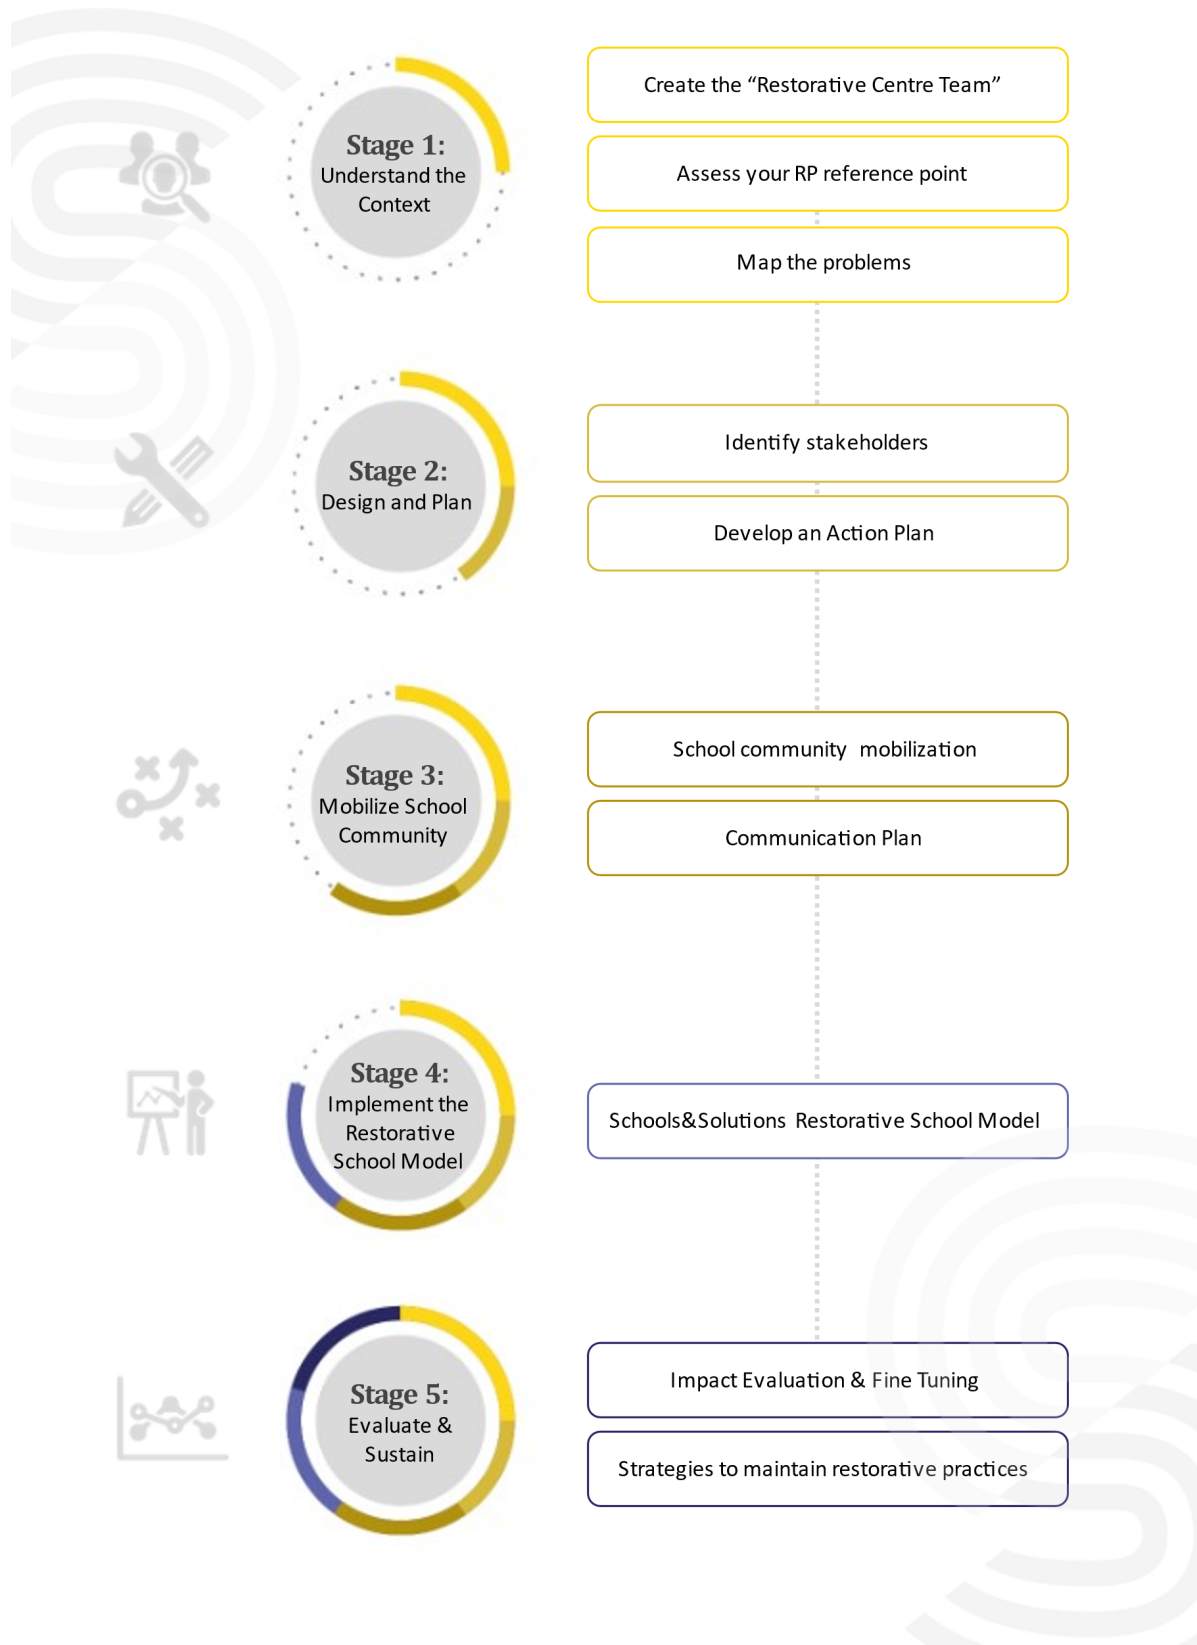 Stage 1:
Understand the
Context
Create the “Restorative Centre Team”
Assess your RP reference point
Map the problems
Stage 2:
Design and Plan
Identify stakeholders
Develop an Action Plan
Stage 3:
Mobilize School
Community
School community mobilization
Communication Plan
Stage 4:
Implement the
Restorative
School Model
Schools&Solutions Restorative School Model
Stage 5:
Evaluate &
Sustain
Impact Evaluation & Fine Tuning
Strategies to maintain restorative practices